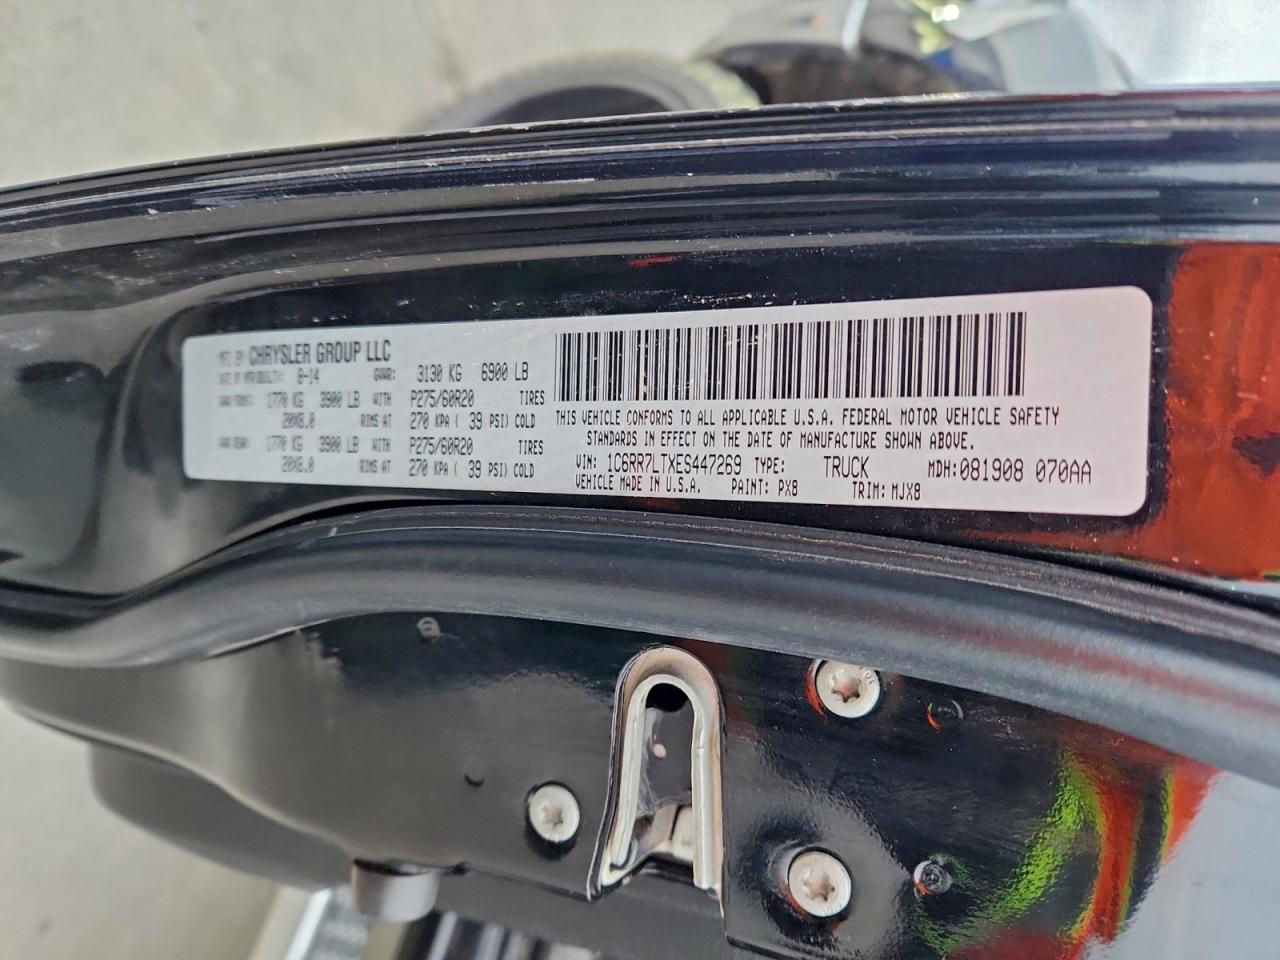 MFD BY CHRYSLER GROUP LLC
DATE OF MFR(BUILT): 8-14 GVWR: 3130 KG 6900 LB
GAWR FRONT: 1770 KG 3900 LB WITH P275/60R20 TIRES
20X8.0 RIMS AT 270 KPA ( 39 PSI) COLD
GAWR REAR: 1770 KG 3900 LB WITH P275/60R20 TIRES
20X8.0 RIMS AT 270 KPA ( 39 PSI) COLD
THIS VEHICLE CONFORMS TO ALL APPLICABLE U.S.A. FEDERAL MOTOR VEHICLE SAFETY
STANDARDS IN EFFECT ON THE DATE OF MANUFACTURE SHOWN ABOVE.
VIN: 1C6RR7LTXES447269 TYPE: TRUCK MDH:081908 070AA
VEHICLE MADE IN U.S.A. PAINT: PX8 TRIM: MJX8